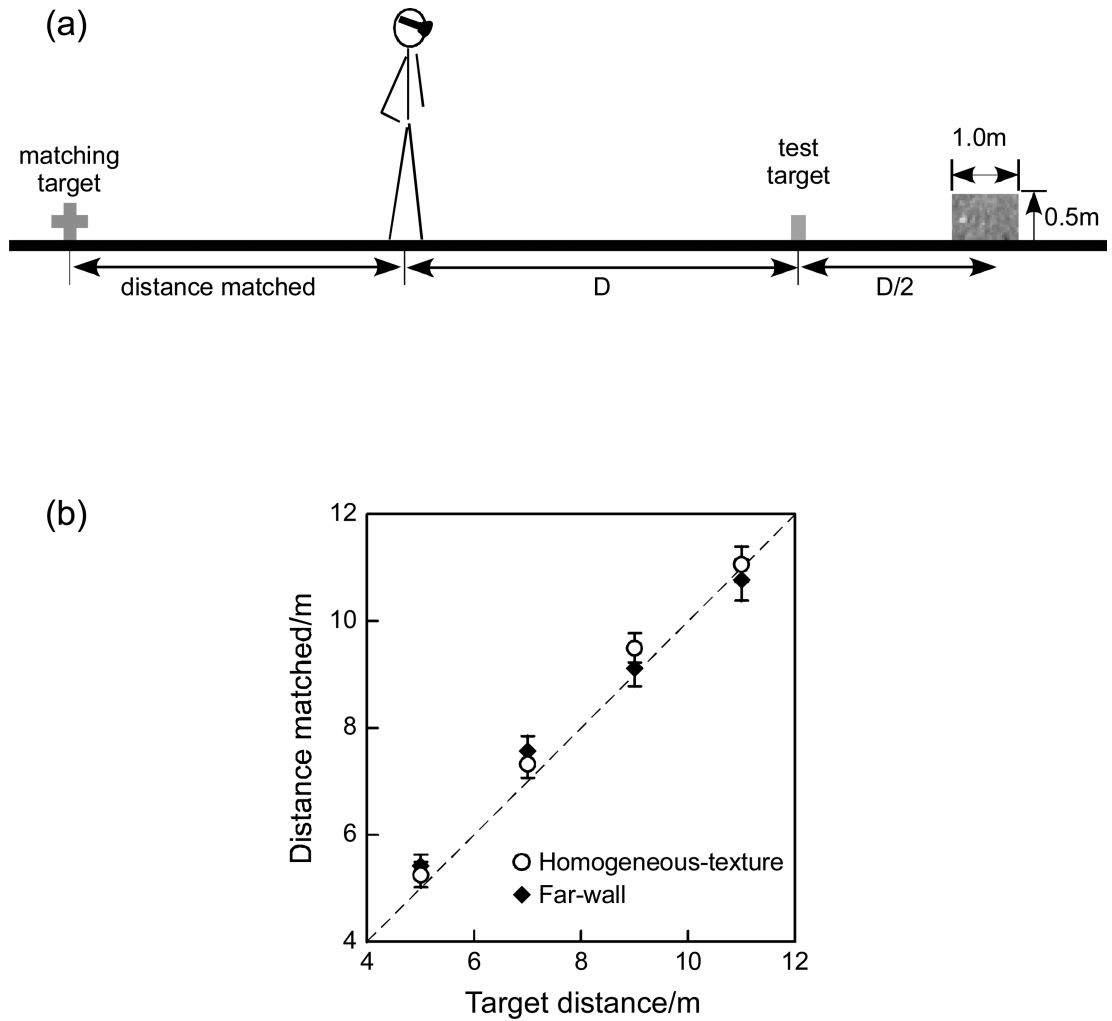 (a)
matching
target
test
target
1.0m
0.5m
distance matched
D
D/2
(b)
Distance matched/m
12
10
8
6
4
Homogeneous-texture
Far-wall
4 6 8 10 12
Target distance/m